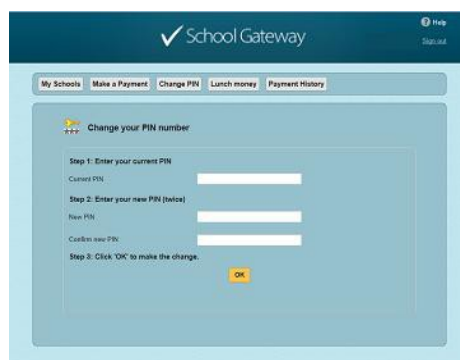 Help
School Gateway
Sign out
My Schools Make a Payment Change PIN Lunch money Payment History
Change your PIN number
Step 1: Enter your current PIN
Current PIN
Step 2: Enter your new PIN (twice)
New PIN
Confirm new PIN
Step 3: Click 'OK' to make the change.
OK